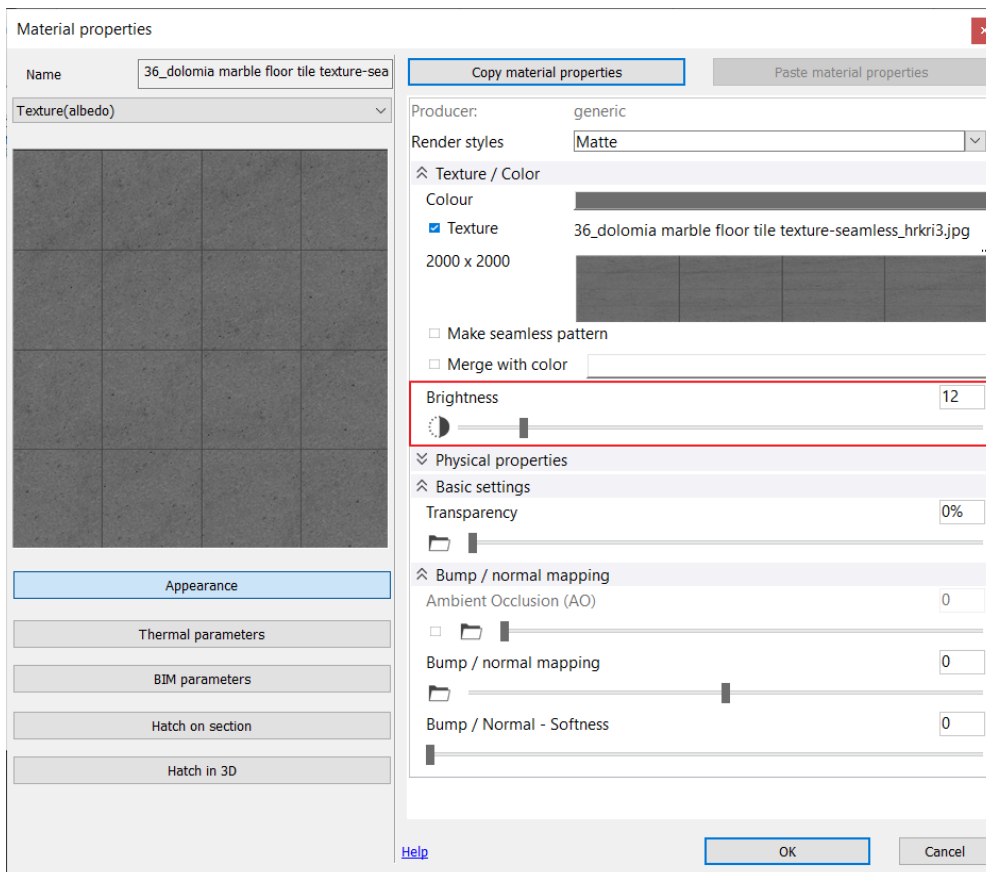 Material properties
Name
36_dolomia marble floor tile texture-sea
Texture(albedo)
Appearance
Thermal parameters
BIM parameters
Hatch on section
Hatch in 3D
Copy material properties
Paste material properties
Producer: generic
Render styles Matte
Texture / Color
Colour
Texture 36_dolomia marble floor tile texture-seamless_hrkri3.jpg
2000 x 2000
Make seamless pattern
Merge with color
Brightness 12
Physical properties
Basic settings
Transparency 0%
Bump / normal mapping
Ambient Occlusion (AO) 0
Bump / normal mapping 0
Bump / Normal - Softness 0
Help
OK
Cancel